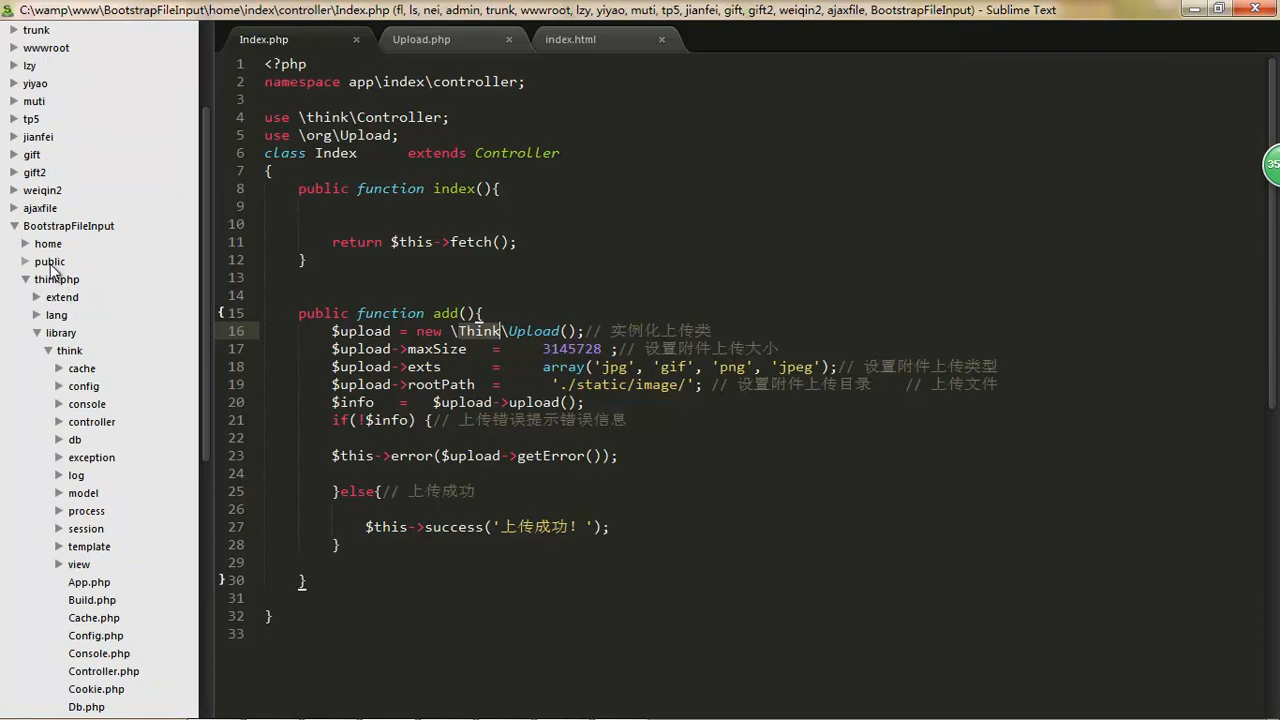 C:\wamp\www\BootstrapFileInput\home\index\controller\Index.php (fl, ls, nei, admin, trunk, wwwroot, lzy, yiyao, muti, tp5, jianfei, gift, gift2, weiqin2, ajaxfile, BootstrapFileInput) - Sublime Text
trunk
wwwroot
lzy
yiyao
muti
tp5
jianfei
gift
gift2
weiqin2
ajaxfile
BootstrapFileInput
home
public
thinkphp
extend
lang
library
think
cache
config
console
controller
db
exception
log
model
process
session
template
view
App.php
Build.php
Cache.php
Config.php
Console.php
Controller.php
Cookie.php
Db.php
Index.php Upload.php index.html
1 <?php
2 namespace app\index\controller;
3
4 use \think\Controller;
5 use \org\Upload;
6 class Index extends Controller
7 {
8 public function index(){
9
10
11 return $this->fetch();
12 }
13
14
15 public function add(){
16 $upload = new \Think\Upload();// 实例化上传类
17 $upload->maxSize = 3145728 ;// 设置附件上传大小
18 $upload->exts = array('jpg', 'gif', 'png', 'jpeg');// 设置附件上传类型
19 $upload->rootPath = './static/image/'; // 设置附件上传目录 // 上传文件
20 $info = $upload->upload();
21 if(!$info) {// 上传错误提示错误信息
22
23 $this->error($upload->getError());
24
25 }else{// 上传成功
26
27 $this->success('上传成功！');
28 }
29
30 }
31
32 }
33
35